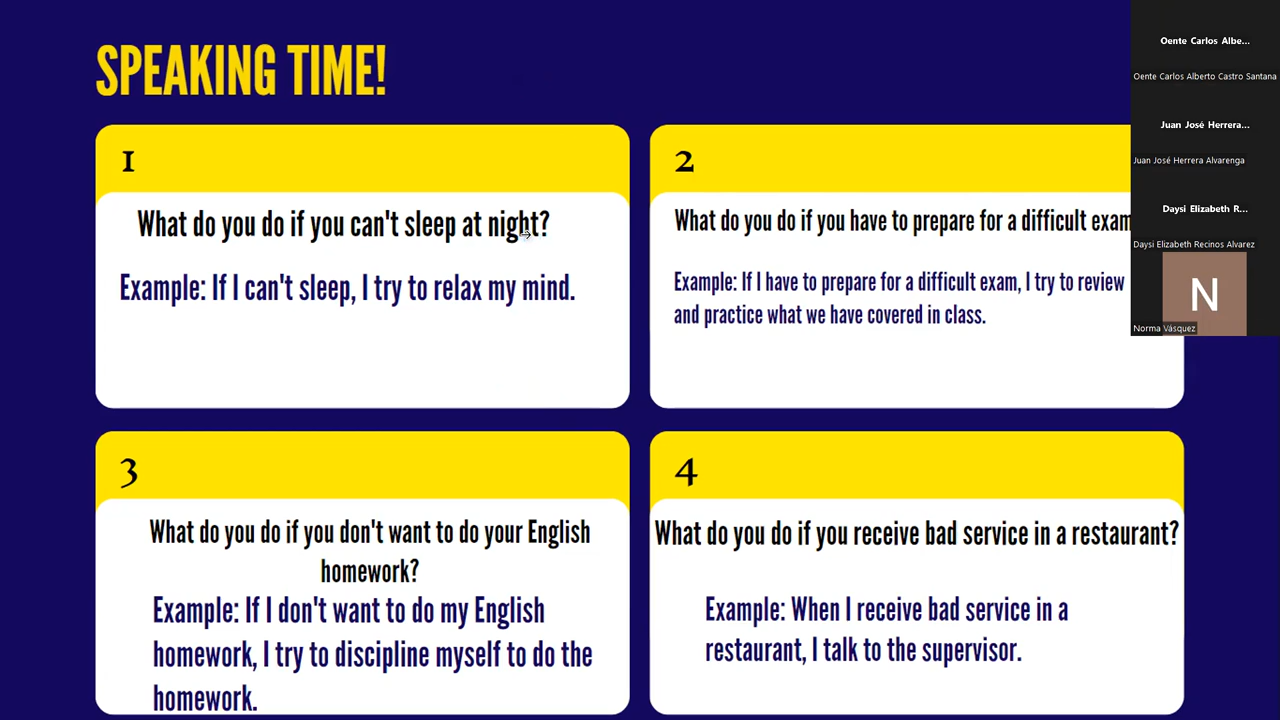 SPEAKING TIME!
1
What do you do if you can't sleep at night?
Example: If I can't sleep, I try to relax my mind.
2
What do you do if you have to prepare for a difficult exam
Example: If I have to prepare for a difficult exam, I try to review
and practice what we have covered in class.
3
What do you do if you don't want to do your English
homework?
Example: If I don't want to do my English
homework, I try to discipline myself to do the
homework.
4
What do you do if you receive bad service in a restaurant?
Example: When I receive bad service in a
restaurant, I talk to the supervisor.
Oente Carlos Albe...
Oente Carlos Alberto Castro Santana
Juan José Herrera...
Juan José Herrera Alvarenga
Daysi Elizabeth R...
Daysi Elizabeth Recinos Alvarez
N
Norma Vásquez